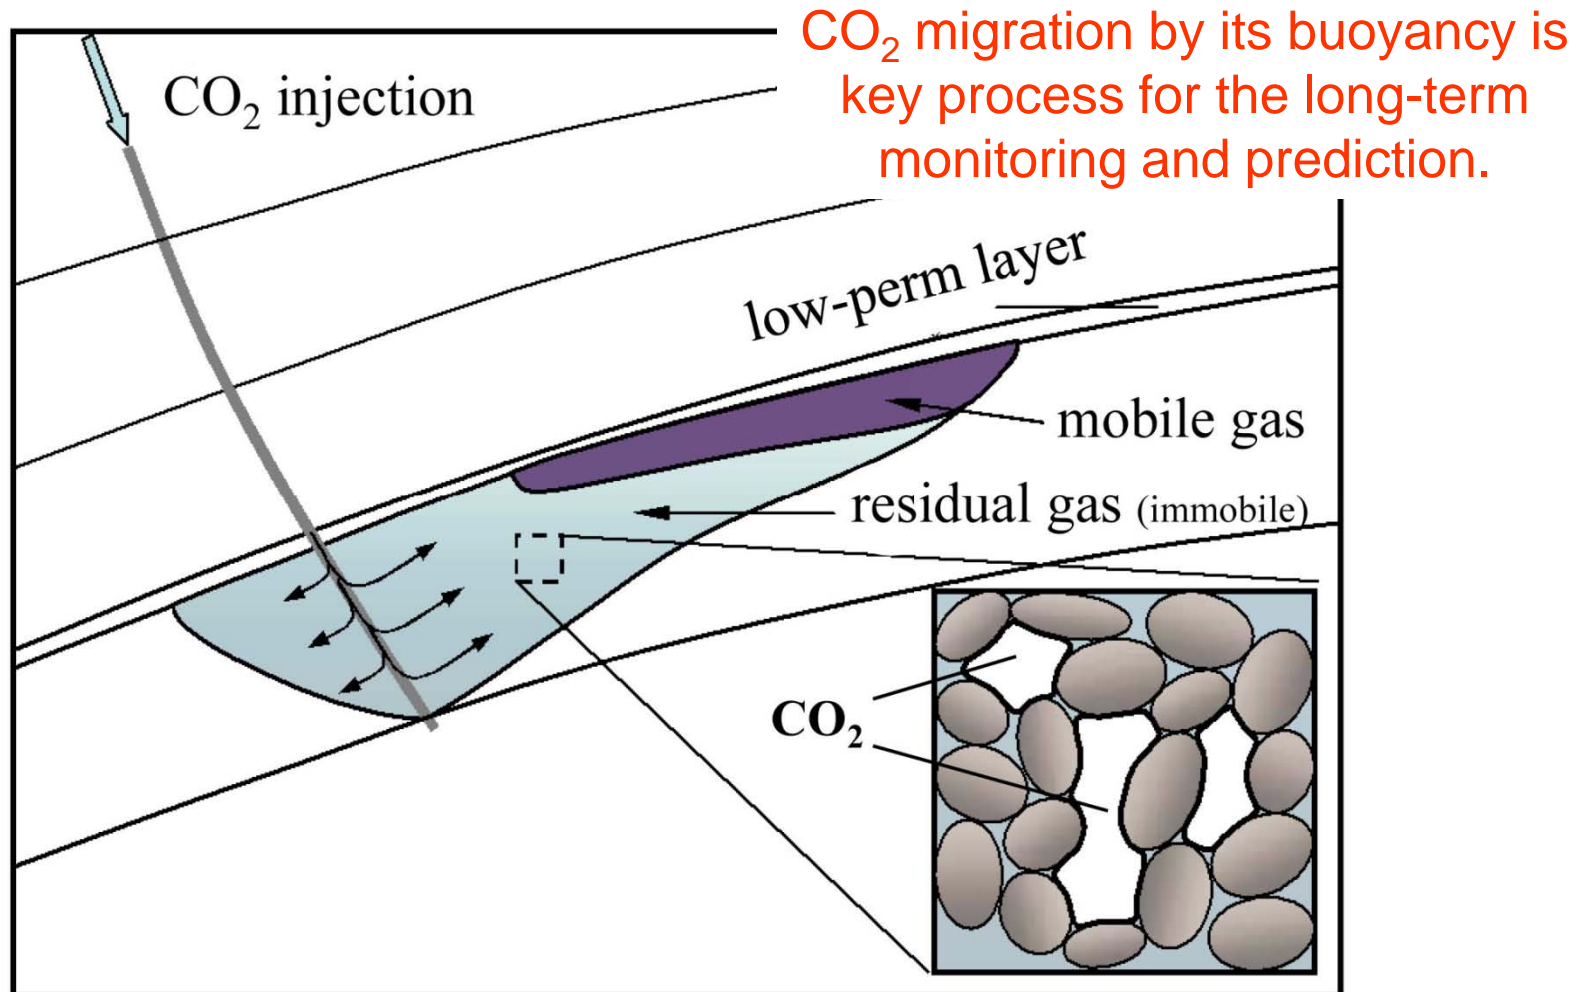 CO₂ migration by its buoyancy is
key process for the long-term
monitoring and prediction.
CO₂ injection
low-perm layer
mobile gas
residual gas (immobile)
CO₂